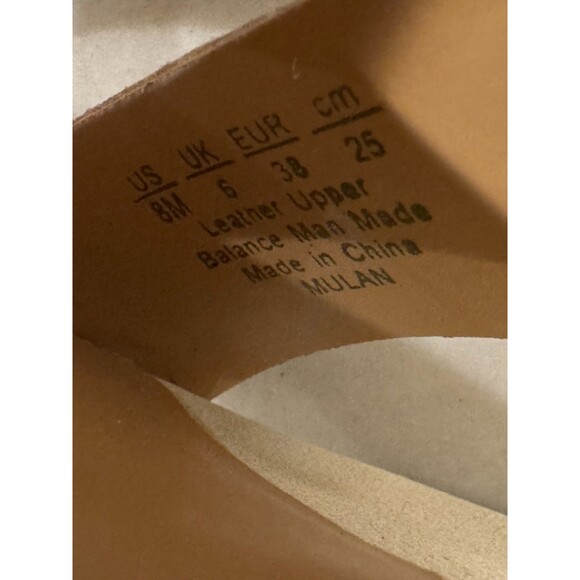 US UK EUR cm
8M 6 38 25
Leather Upper
Balance Man Made
Made in China
MULAN